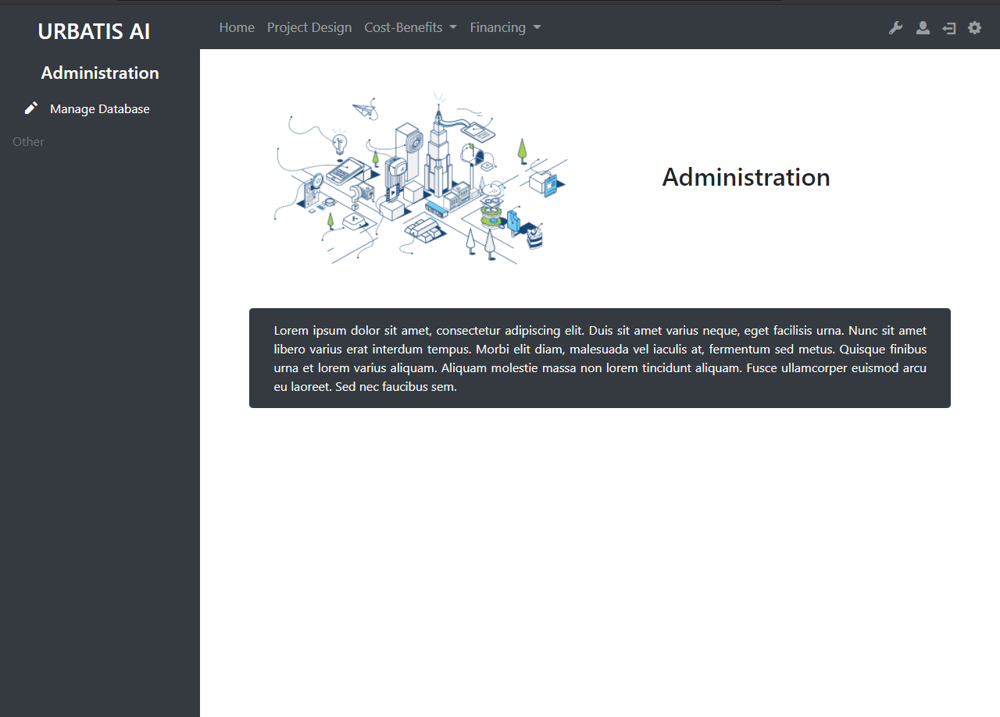 URBATIS AI
Home Project Design Cost-Benefits Financing
Administration
Manage Database
Other
Administration
Lorem ipsum dolor sit amet, consectetur adipiscing elit. Duis sit amet varius neque, eget facilisis urna. Nunc sit amet
libero varius erat interdum tempus. Morbi elit diam, malesuada vel iaculis at, fermentum sed metus. Quisque finibus
urna et lorem varius aliquam. Aliquam molestie massa non lorem tincidunt aliquam. Fusce ullamcorper euismod arcu
eu laoreet. Sed nec faucibus sem.